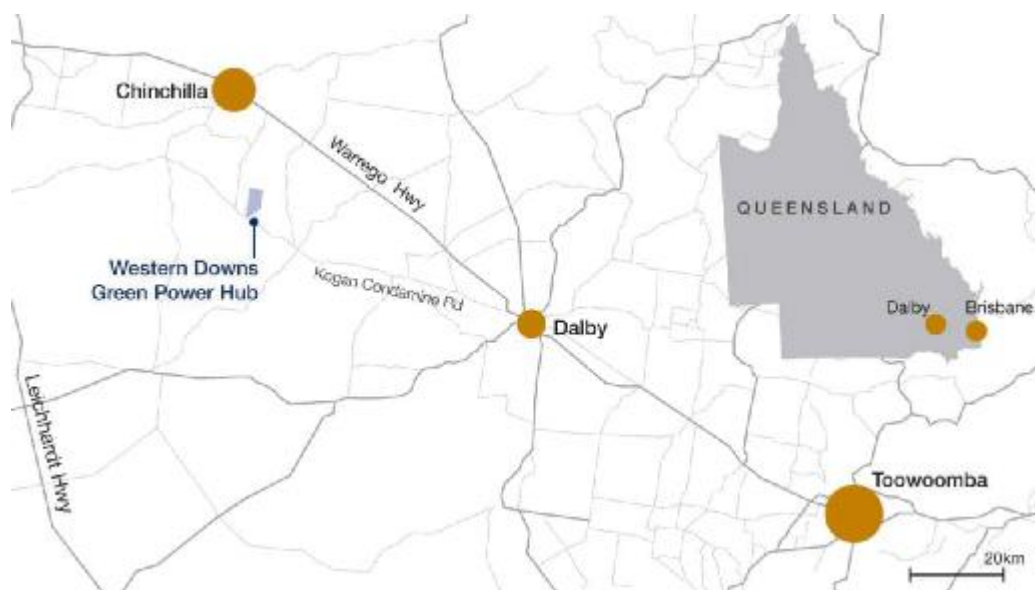 Chinchilla
Warrego Hwy
QUEENSLAND
Western Downs
Green Power Hub
Kogan Condamine Rd
Dalby
Brisbane
Dalby
Leichhardt Hwy
Toowoomba
20km